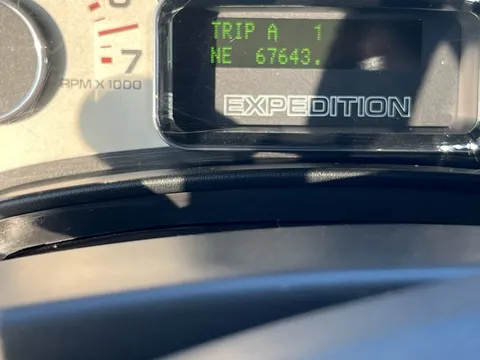 TRIP A 1
NE 67643.
7
RPM X 1000
EXPEDITION